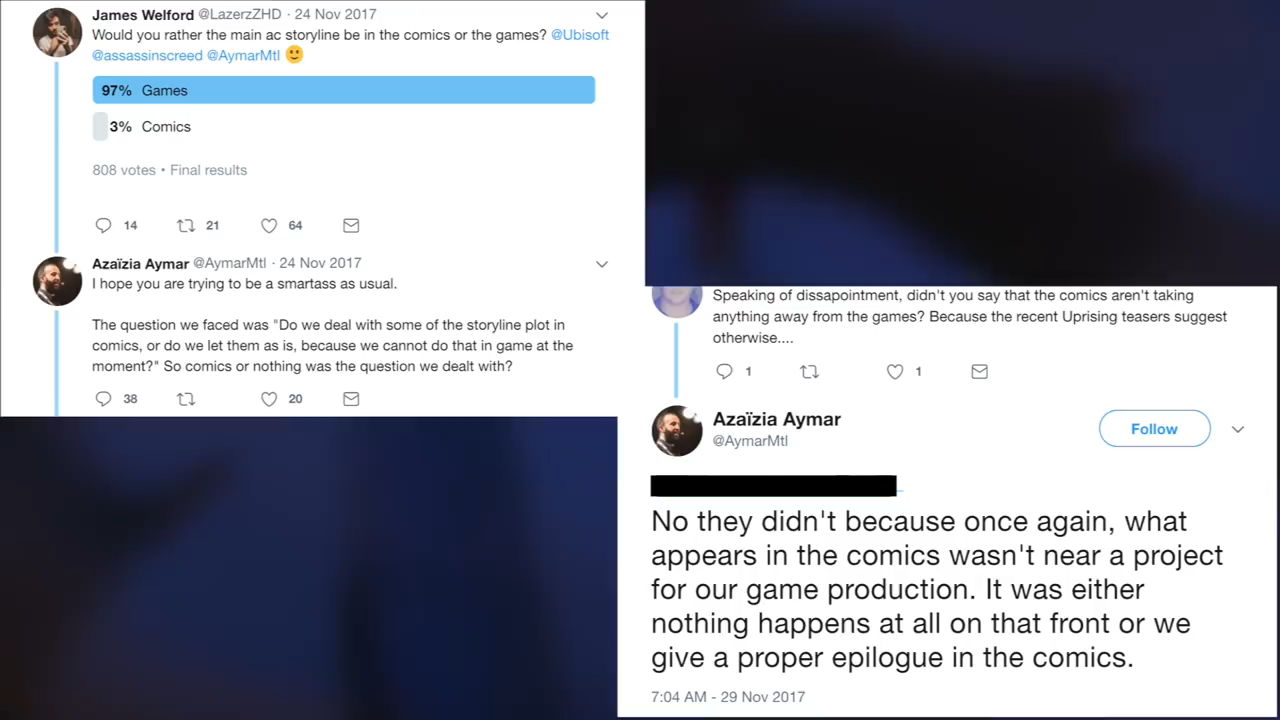 James Welford @LazerzZHD · 24 Nov 2017
Would you rather the main ac storyline be in the comics or the games? @Ubisoft
@assassinscreed @AymarMtl 🙂
97% Games
3% Comics
808 votes • Final results
14 21 64
Azaïzia Aymar @AymarMtl · 24 Nov 2017
I hope you are trying to be a smartass as usual.
The question we faced was "Do we deal with some of the storyline plot in
comics, or do we let them as is, because we cannot do that in game at the
moment?" So comics or nothing was the question we dealt with?
38 20
Speaking of dissapointment, didn't you say that the comics aren't taking
anything away from the games? Because the recent Uprising teasers suggest
otherwise....
1 1
Azaïzia Aymar
@AymarMtl
Follow
No they didn't because once again, what
appears in the comics wasn't near a project
for our game production. It was either
nothing happens at all on that front or we
give a proper epilogue in the comics.
7:04 AM - 29 Nov 2017